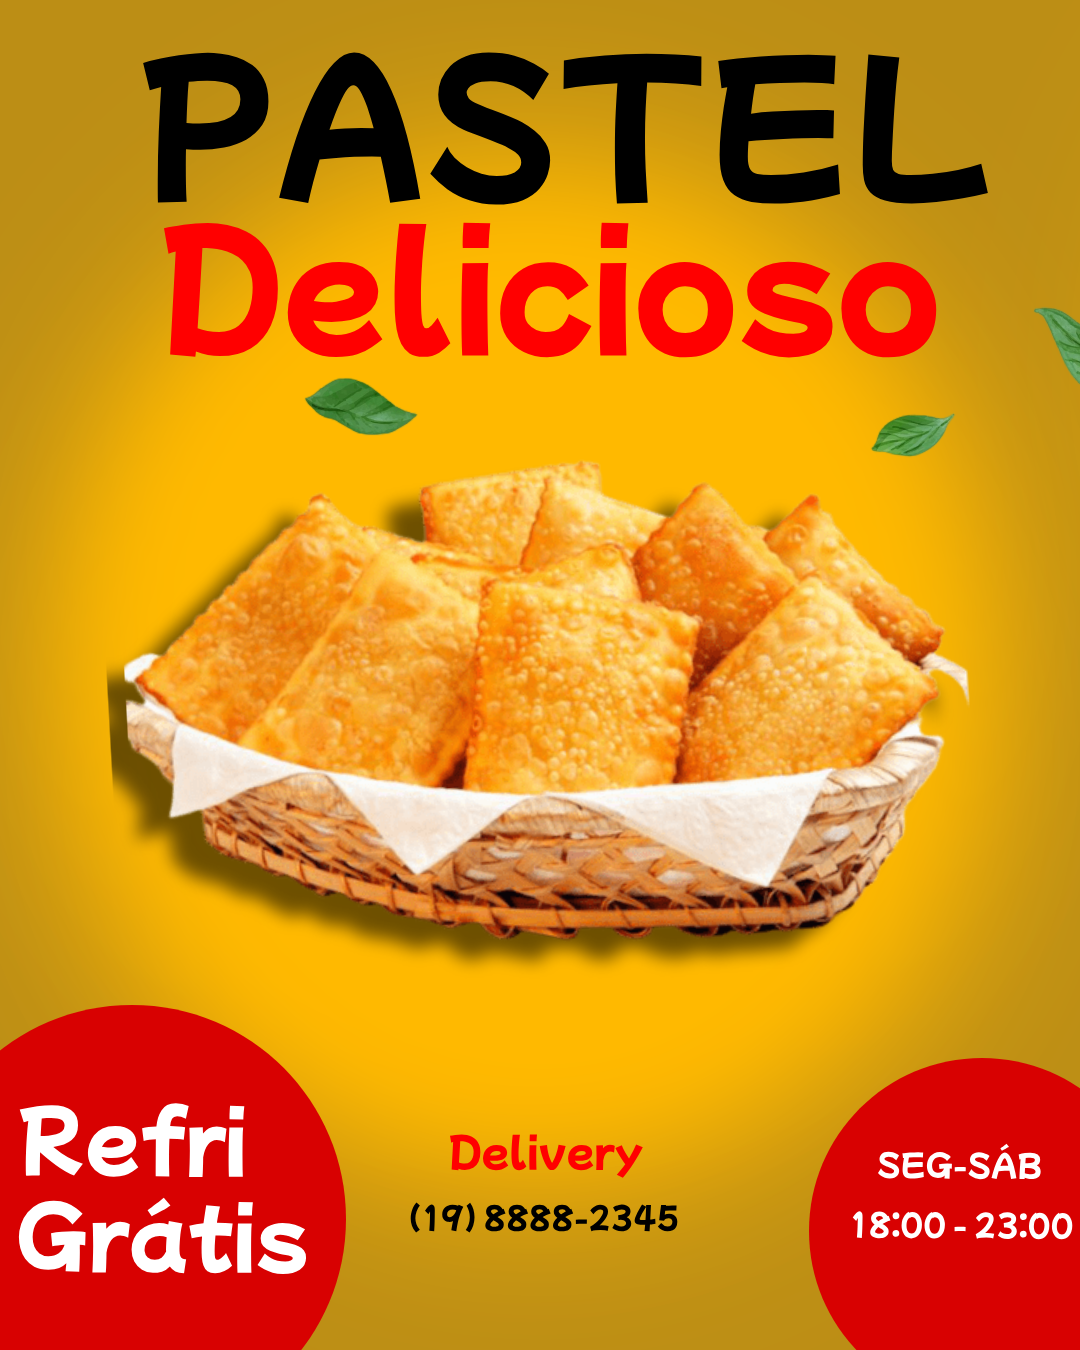 PASTEL
Delicioso
Refri
Grátis
Delivery
(19) 8888-2345
SEG-SÁB
18:00 - 23:00